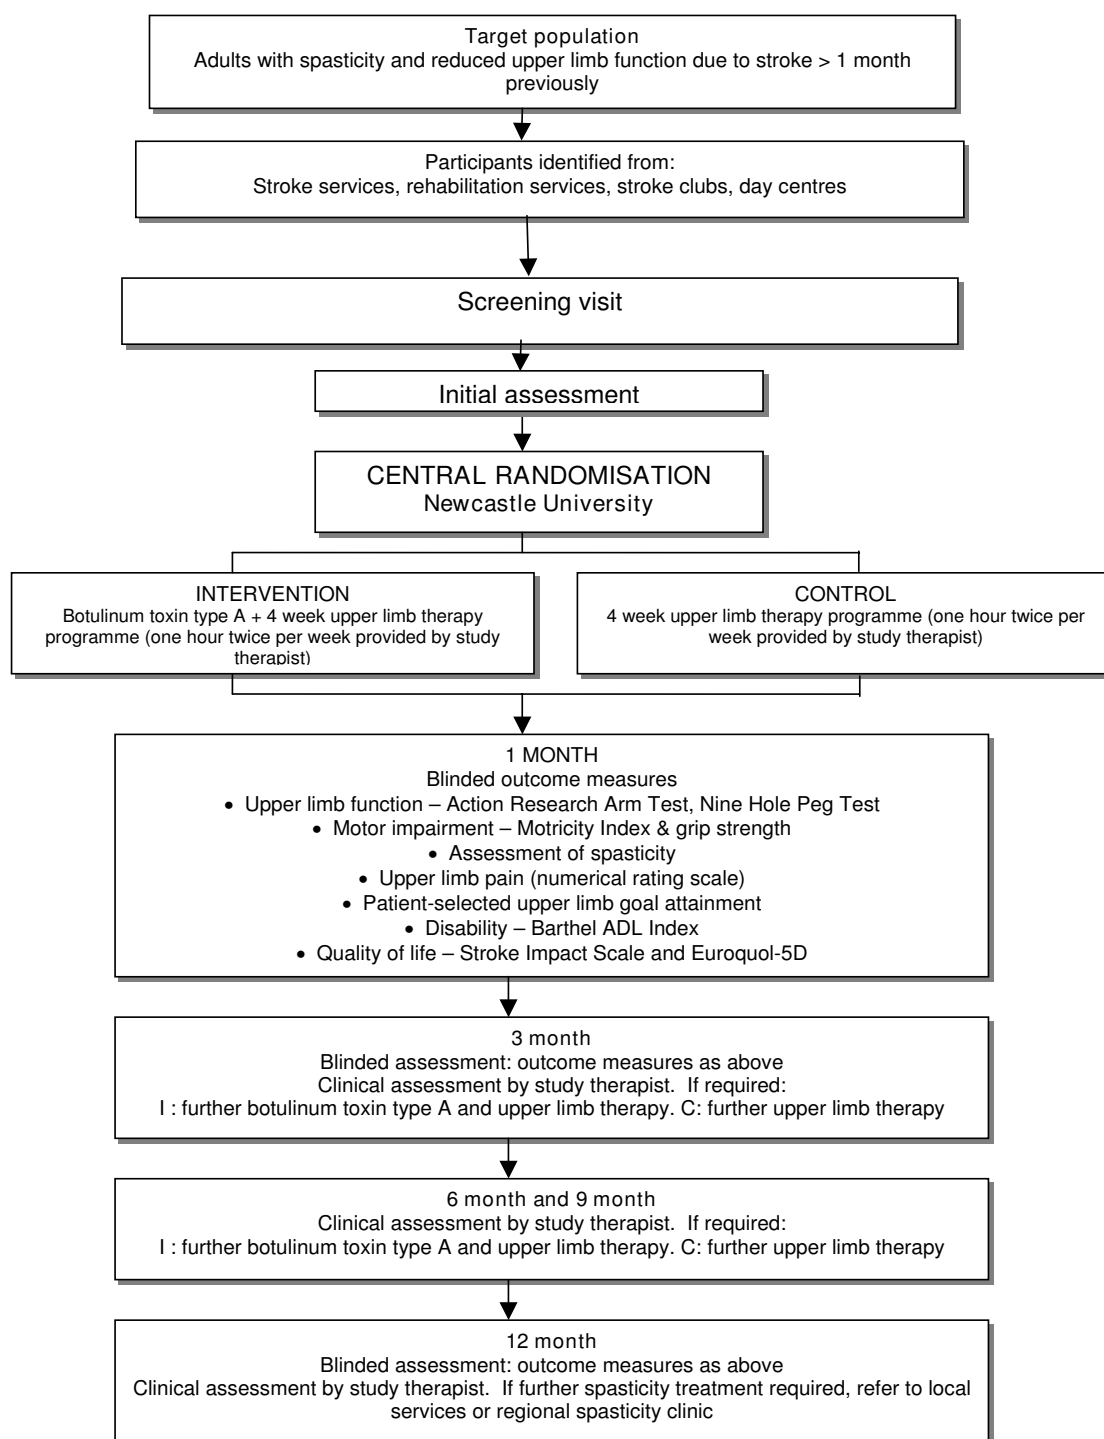 Target population
Adults with spasticity and reduced upper limb function due to stroke > 1 month
previously
Participants identified from:
Stroke services, rehabilitation services, stroke clubs, day centres
Screening visit
Initial assessment
CENTRAL RANDOMISATION
Newcastle University
INTERVENTION
Botulinum toxin type A + 4 week upper limb therapy
programme (one hour twice per week provided by study
therapist)
CONTROL
4 week upper limb therapy programme (one hour twice per
week provided by study therapist)
1 MONTH
Blinded outcome measures
• Upper limb function – Action Research Arm Test, Nine Hole Peg Test
• Motor impairment – Motricity Index & grip strength
• Assessment of spasticity
• Upper limb pain (numerical rating scale)
• Patient-selected upper limb goal attainment
• Disability – Barthel ADL Index
• Quality of life – Stroke Impact Scale and Euroquol-5D
3 month
Blinded assessment: outcome measures as above
Clinical assessment by study therapist.  If required:
I : further botulinum toxin type A and upper limb therapy. C: further upper limb therapy
6 month and 9 month
Clinical assessment by study therapist.  If required:
I : further botulinum toxin type A and upper limb therapy. C: further upper limb therapy
12 month
Blinded assessment: outcome measures as above
Clinical assessment by study therapist.  If further spasticity treatment required, refer to local
services or regional spasticity clinic